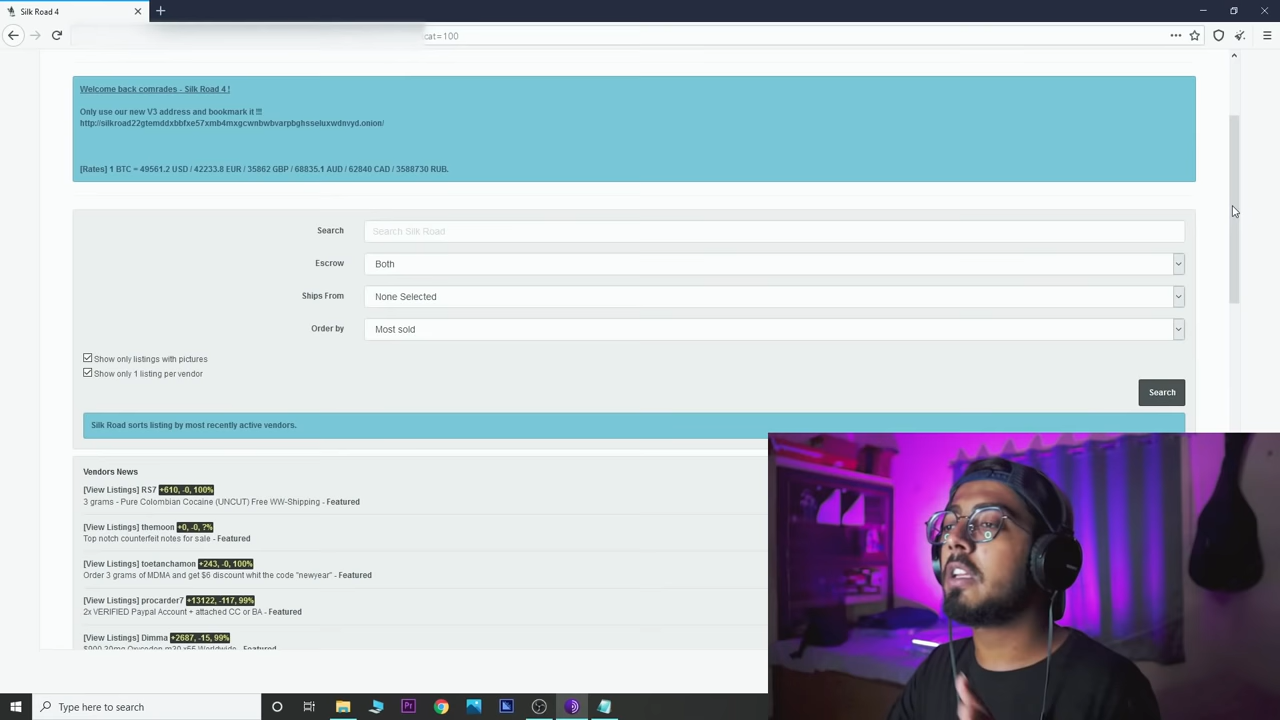 Silk Road 4
cat=100
Welcome back comrades - Silk Road 4 !
Only use our new V3 address and bookmark it !!!
http://silkroad22gtemddxbbfxe57xmb4mxgcwnbwbvarpbghsseluxwdnvyd.onion/
[Rates] 1 BTC = 49561.2 USD / 42233.8 EUR / 35862 GBP / 68835.1 AUD / 62840 CAD / 3588730 RUB.
Search
Search Silk Road
Escrow
Both
Ships From
None Selected
Order by
Most sold
Show only listings with pictures
Show only 1 listing per vendor
Search
Silk Road sorts listing by most recently active vendors.
Vendors News
[View Listings] RS7 +610, -0, 100%
3 grams - Pure Colombian Cocaine (UNCUT) Free WW-Shipping - Featured
[View Listings] themoon +0, -0, ?%
Top notch counterfeit notes for sale - Featured
[View Listings] toetanchamon +243, -0, 100%
Order 3 grams of MDMA and get $6 discount whit the code "newyear" - Featured
[View Listings] procarder7 +13122, -117, 99%
2x VERIFIED Paypal Account + attached CC or BA - Featured
[View Listings] Dimma +2687, -15, 99%
Type here to search